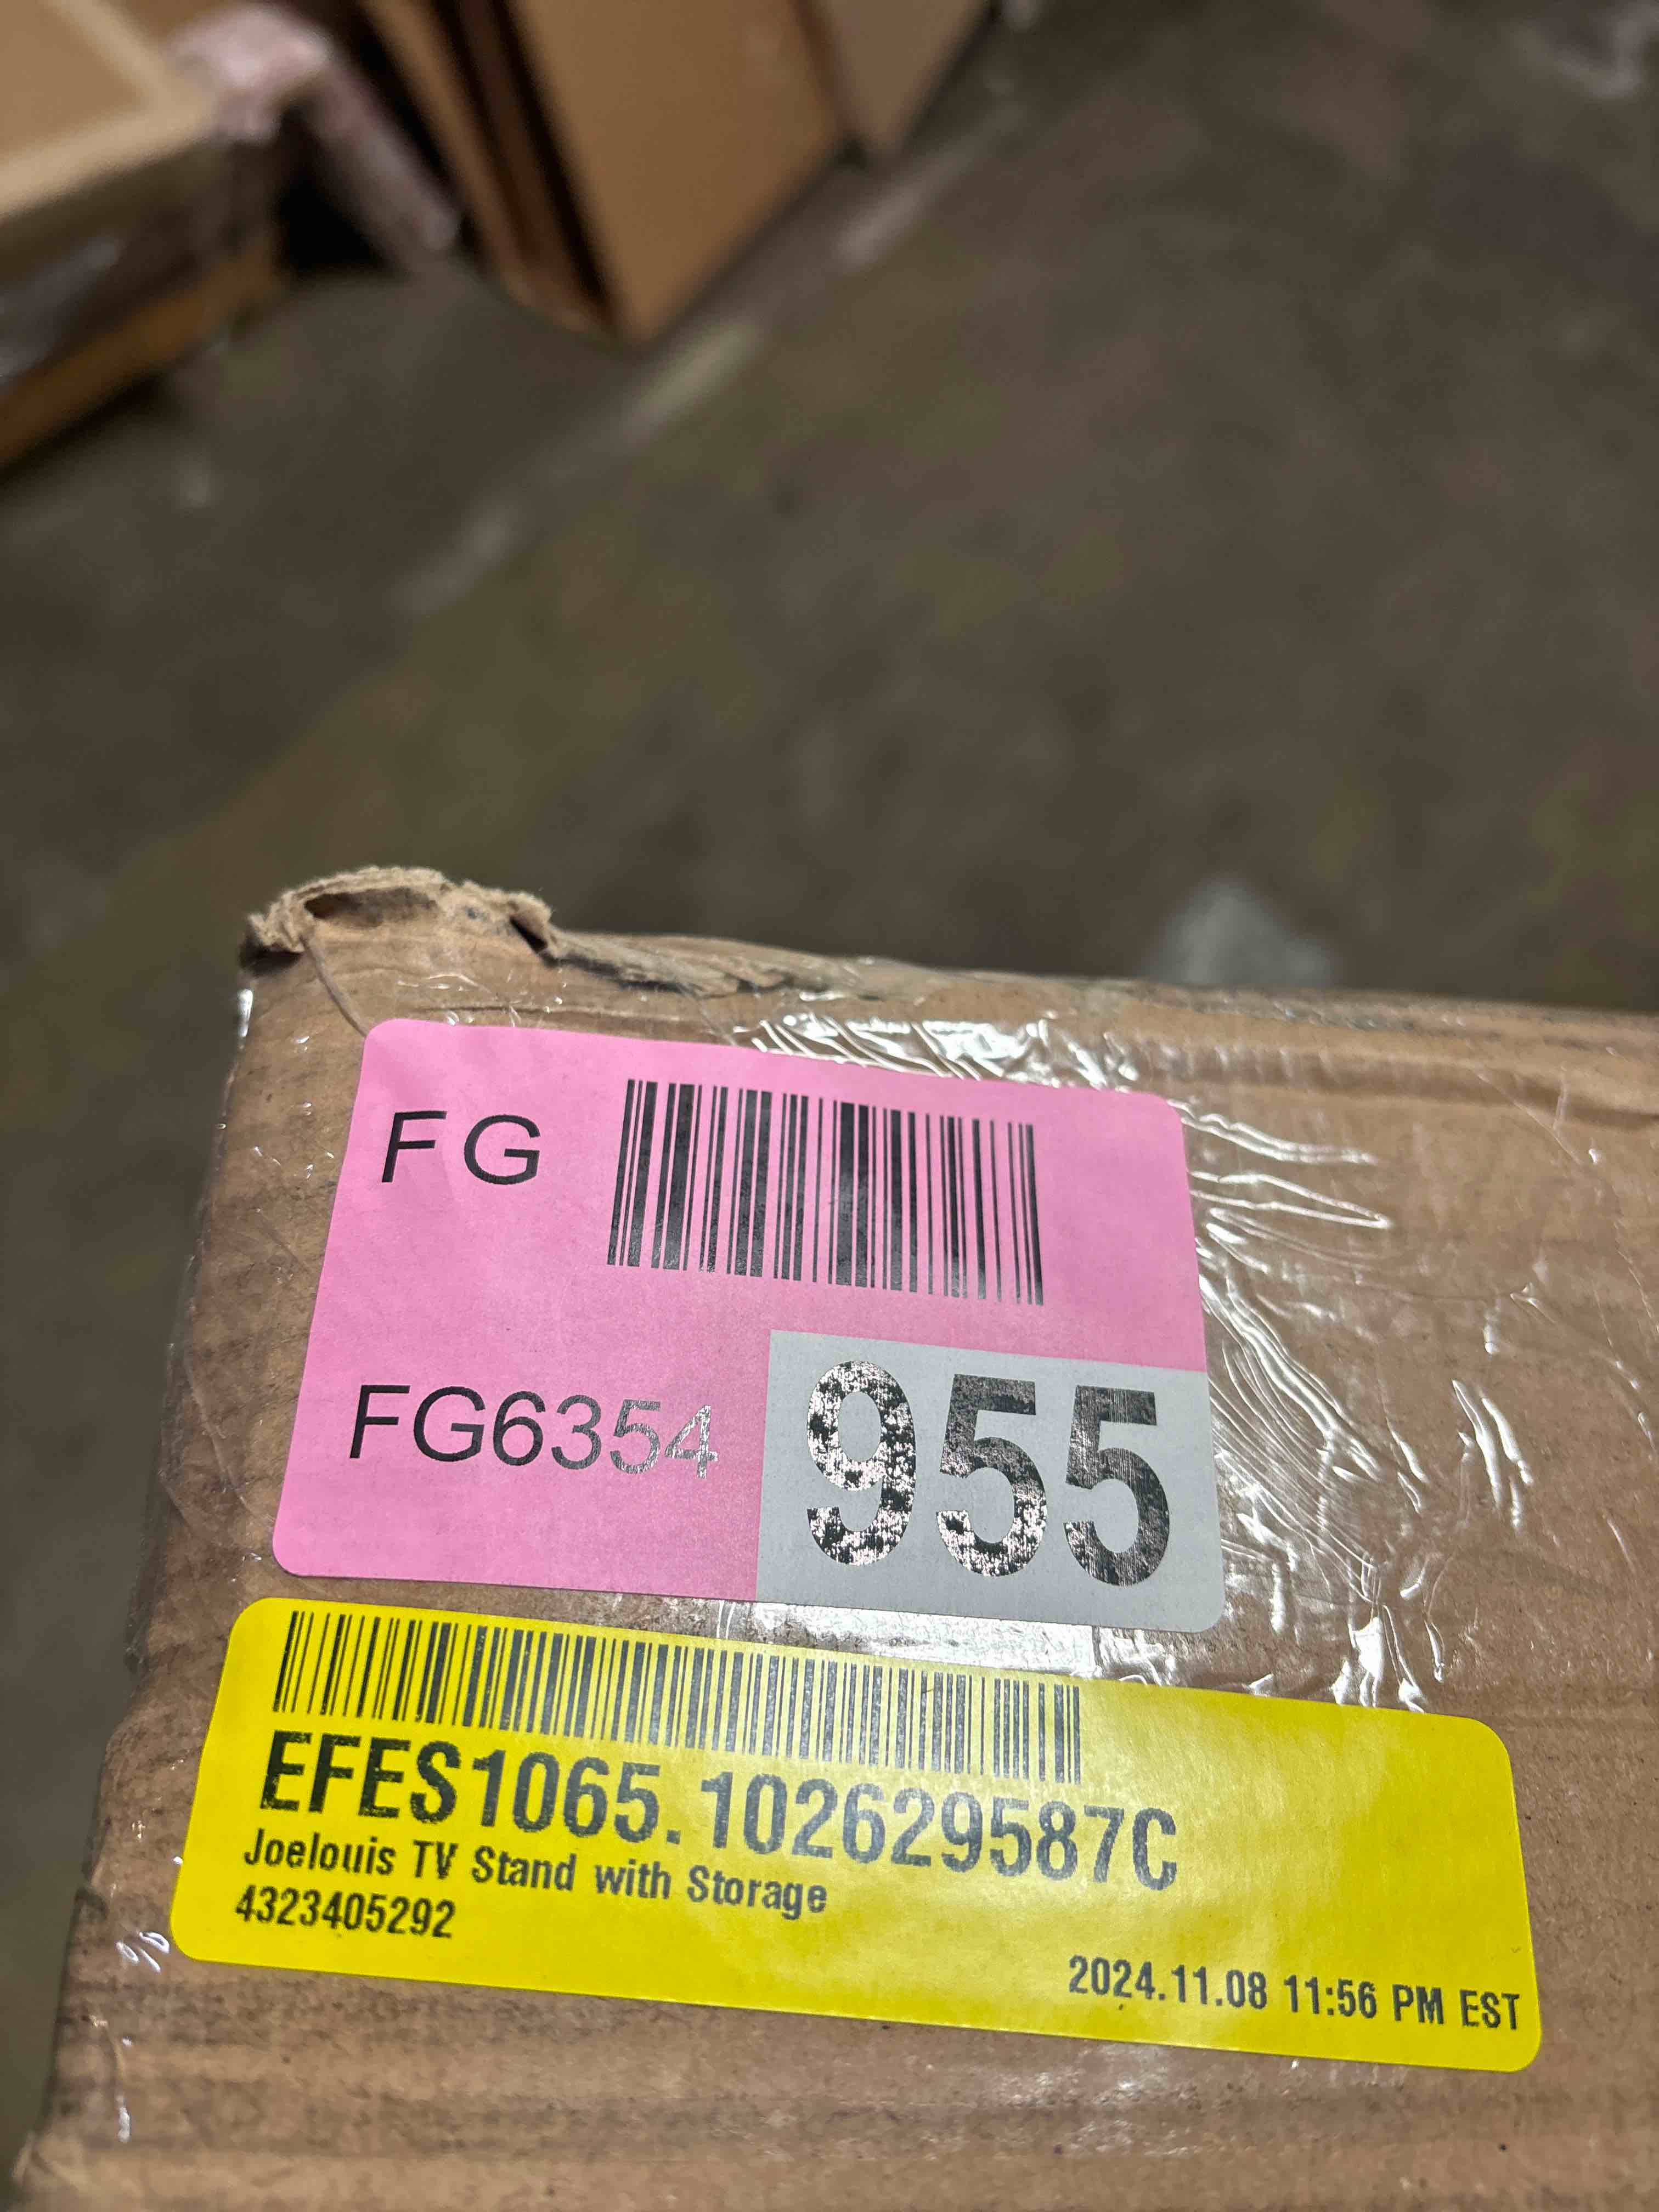 FG
FG6354
955
EFES1065.102629587C
Joelouis TV Stand with Storage
4323405292
2024.11.08 11:56 PM EST